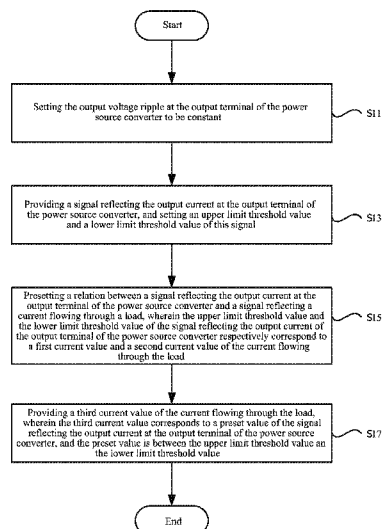 Start
Setting the output voltage ripple at the output terminal of the power
source converter to be constant
S11
Providing a signal reflecting the output current at the output terminal of
the power source converter, and setting an upper limit threshold value
and a lower limit threshold value of this signal
S13
Presetting a relation between a signal reflecting the output current at the
output terminal of the power source converter and a signal reflecting a
current flowing through a load, wherein the upper limit threshold value and
the lower limit threshold value of the signal reflecting the output current of
the output terminal of the power source converter respectively correspond to
a first current value and a second current value of the current flowing
through the load
S15
Providing a third current value of the current flowing through the load,
wherein the third current value corresponds to a preset value of the signal
reflecting the output current at the output terminal of the power source
converter, and the preset value is between the upper limit threshold value an
the lower limit threshold value
S17
End